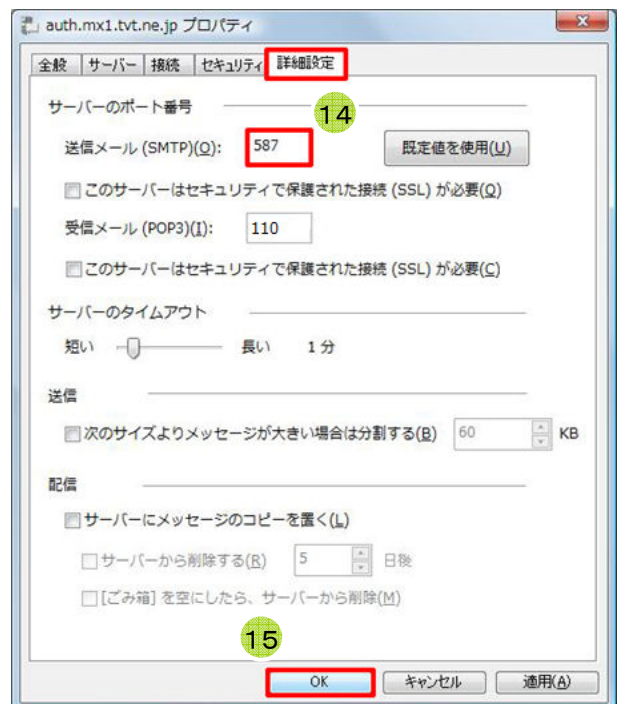 auth.mx1.tvt.ne.jp プロパティ
全般 サーバー 接続 セキュリティ 詳細設定
サーバーのポート番号
14
送信メール (SMTP)(O): 587 既定値を使用(U)
このサーバーはセキュリティで保護された接続 (SSL) が必要(Q)
受信メール (POP3)(I): 110
このサーバーはセキュリティで保護された接続 (SSL) が必要(C)
サーバーのタイムアウト
短い 長い 1 分
送信
次のサイズよりメッセージが大きい場合は分割する(B) 60 KB
配信
サーバーにメッセージのコピーを置く(L)
サーバーから削除する(R) 5 日後
[ごみ箱] を空にしたら、サーバーから削除(M)
15
OK キャンセル 適用(A)